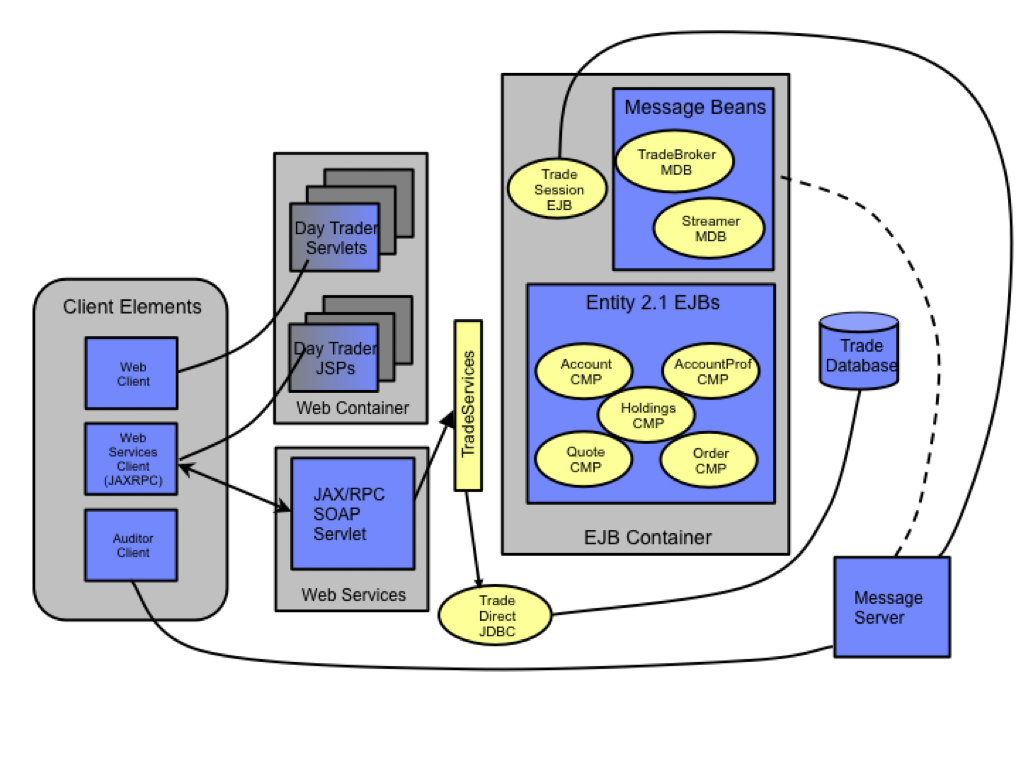 Client Elements
Web
Client
Web
Services
Client
(JAXRPC)
Auditor
Client
Day Trader
Servlets
Day Trader
JSPs
Web Container
JAX/RPC
SOAP
Servlet
Web Services
TradeServices
Trade
Direct
JDBC
Trade
Session
EJB
Message Beans
TradeBroker
MDB
Streamer
MDB
Entity 2.1 EJBs
Account
CMP
AccountProf
CMP
Holdings
CMP
Quote
CMP
Order
CMP
EJB Container
Trade
Database
Message
Server